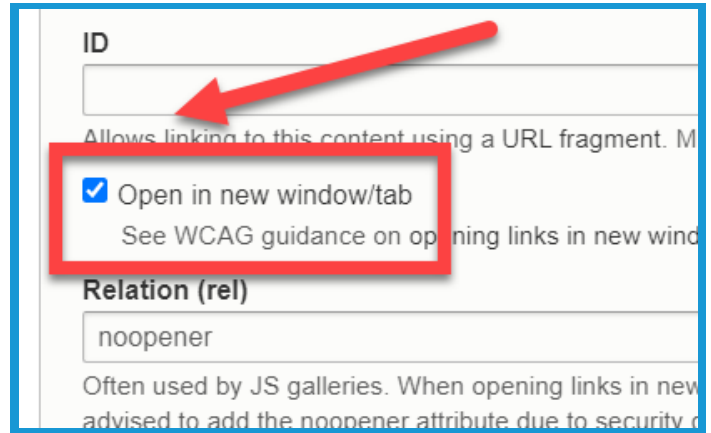 ID
Allows linking to this content using a URL fragment. M
Open in new window/tab
See WCAG guidance on opening links in new wind
Relation (rel)
noopener
Often used by JS galleries. When opening links in new
advised to add the noopener attribute due to security